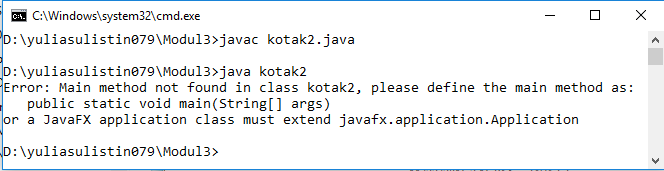 C:\Windows\system32\cmd.exe
D:\yuliasulistin079\Modul3>javac kotak2.java
D:\yuliasulistin079\Modul3>java kotak2
Error: Main method not found in class kotak2, please define the main method as:
   public static void main(String[] args)
or a JavaFX application class must extend javafx.application.Application
D:\yuliasulistin079\Modul3>